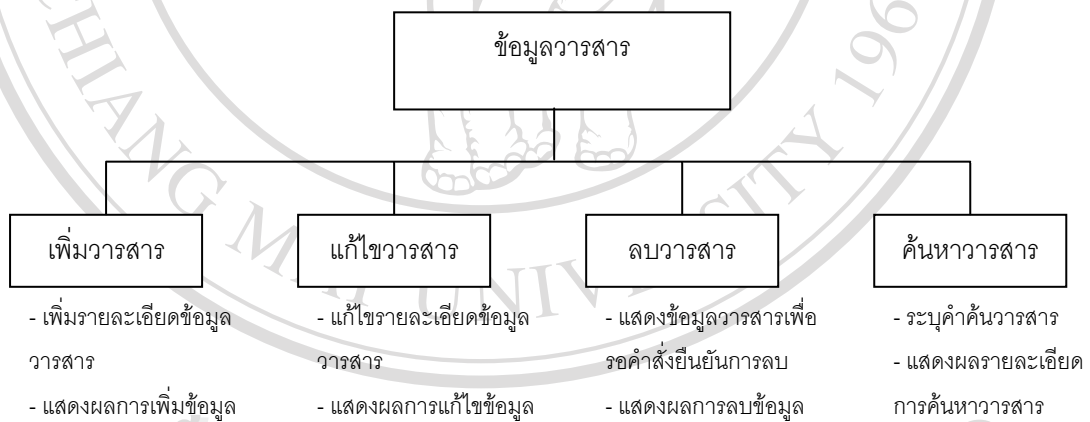 ข้อมูลวารสาร
เพิ่มวารสาร
- เพิ่มรายละเอียดข้อมูล
วารสาร
- แสดงผลการเพิ่มข้อมูล
แก้ไขวารสาร
- แก้ไขรายละเอียดข้อมูล
วารสาร
- แสดงผลการแก้ไขข้อมูล
ลบวารสาร
- แสดงข้อมูลวารสารเพื่อ
รอคำสั่งยืนยันการลบ
- แสดงผลการลบข้อมูล
ค้นหาวารสาร
- ระบุคำค้นวารสาร
- แสดงผลรายละเอียด
การค้นหาวารสาร
CHIANG MAI UNIVERSITY 196